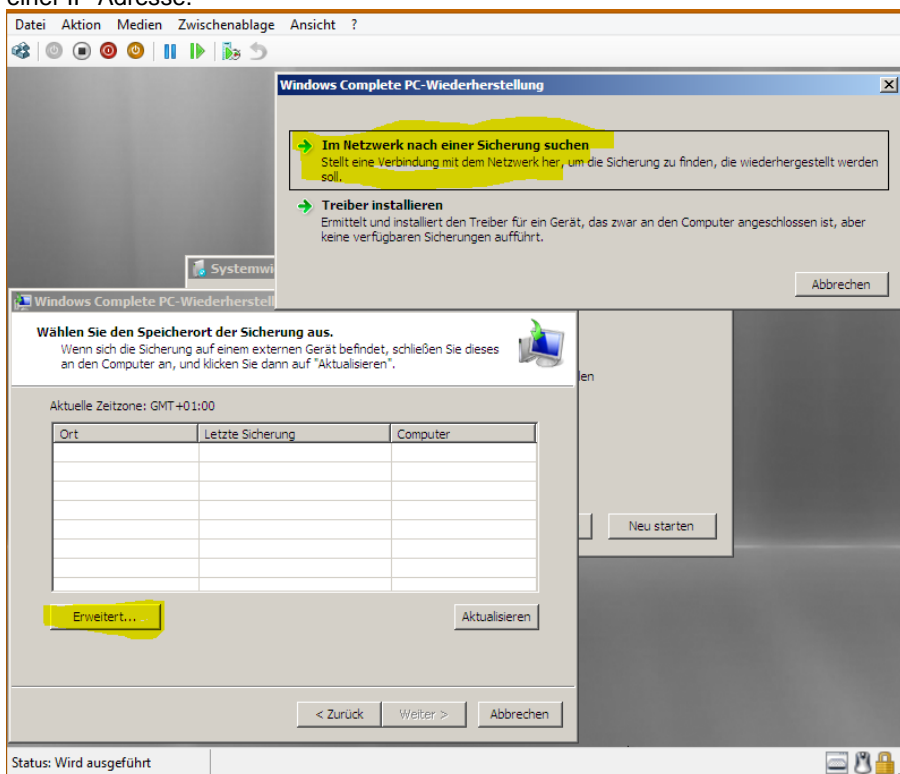 einer IP-Adresse.
Datei Aktion Medien Zwischenablage Ansicht ?
Windows Complete PC-Wiederherstellung
Im Netzwerk nach einer Sicherung suchen
Stellt eine Verbindung mit dem Netzwerk her, um die Sicherung zu finden, die wiederhergestellt werden
soll.
Treiber installieren
Ermittelt und installiert den Treiber für ein Gerät, das zwar an den Computer angeschlossen ist, aber
keine verfügbaren Sicherungen aufführt.
Abbrechen
Systemwi
Windows Complete PC-Wiederherstell
Wählen Sie den Speicherort der Sicherung aus.
Wenn sich die Sicherung auf einem externen Gerät befindet, schließen Sie dieses
an den Computer an, und klicken Sie dann auf "Aktualisieren".
len
Aktuelle Zeitzone: GMT+01:00
Ort Letzte Sicherung Computer
Neu starten
Erweitert... Aktualisieren
< Zurück Weiter > Abbrechen
Status: Wird ausgeführt